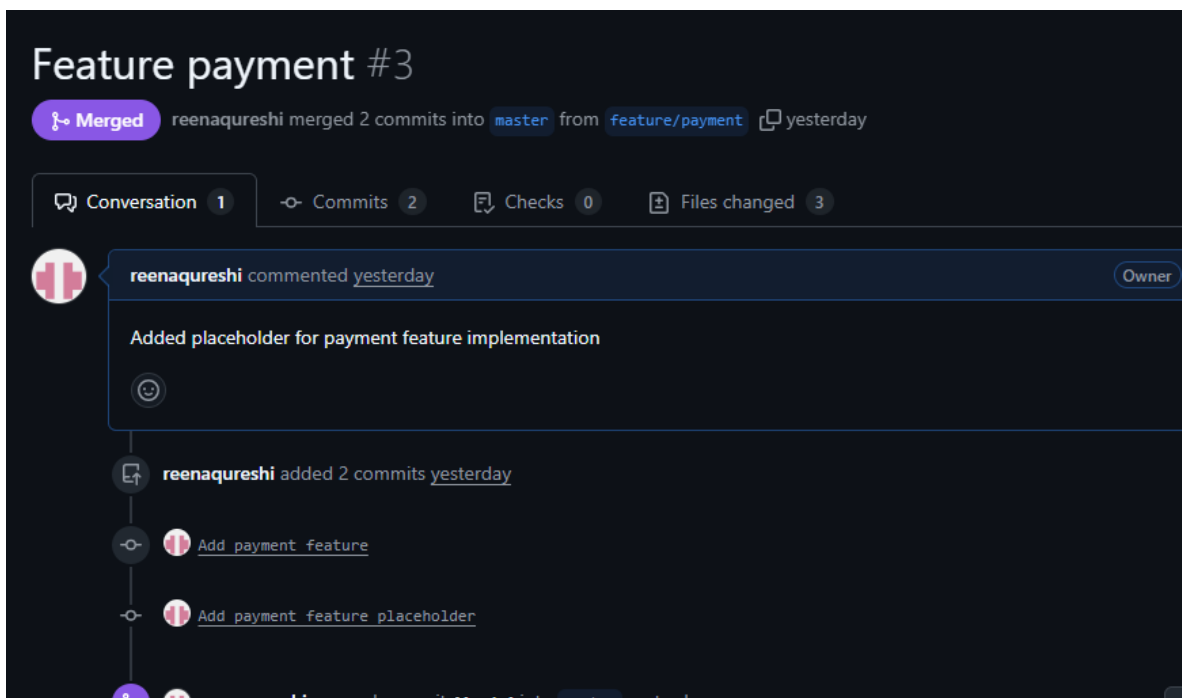 Feature payment #3
Merged reenaqureshi merged 2 commits into master from feature/payment yesterday
Conversation 1 Commits 2 Checks 0 Files changed 3
reenaqureshi commented yesterday Owner
Added placeholder for payment feature implementation
reenaqureshi added 2 commits yesterday
Add payment feature
Add payment feature placeholder